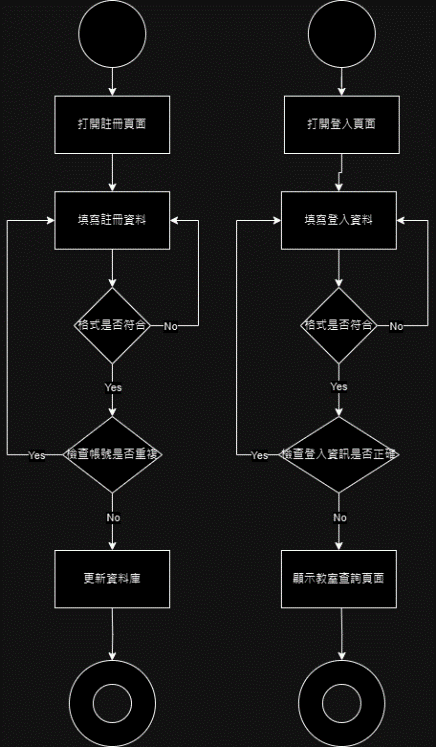 打開註冊頁面
填寫註冊資料
格式是否符合
No
Yes
檢查帳號是否重複
Yes
No
更新資料庫
打開登入頁面
填寫登入資料
格式是否符合
No
Yes
檢查登入資訊是否正確
Yes
No
顯示教室查詢頁面